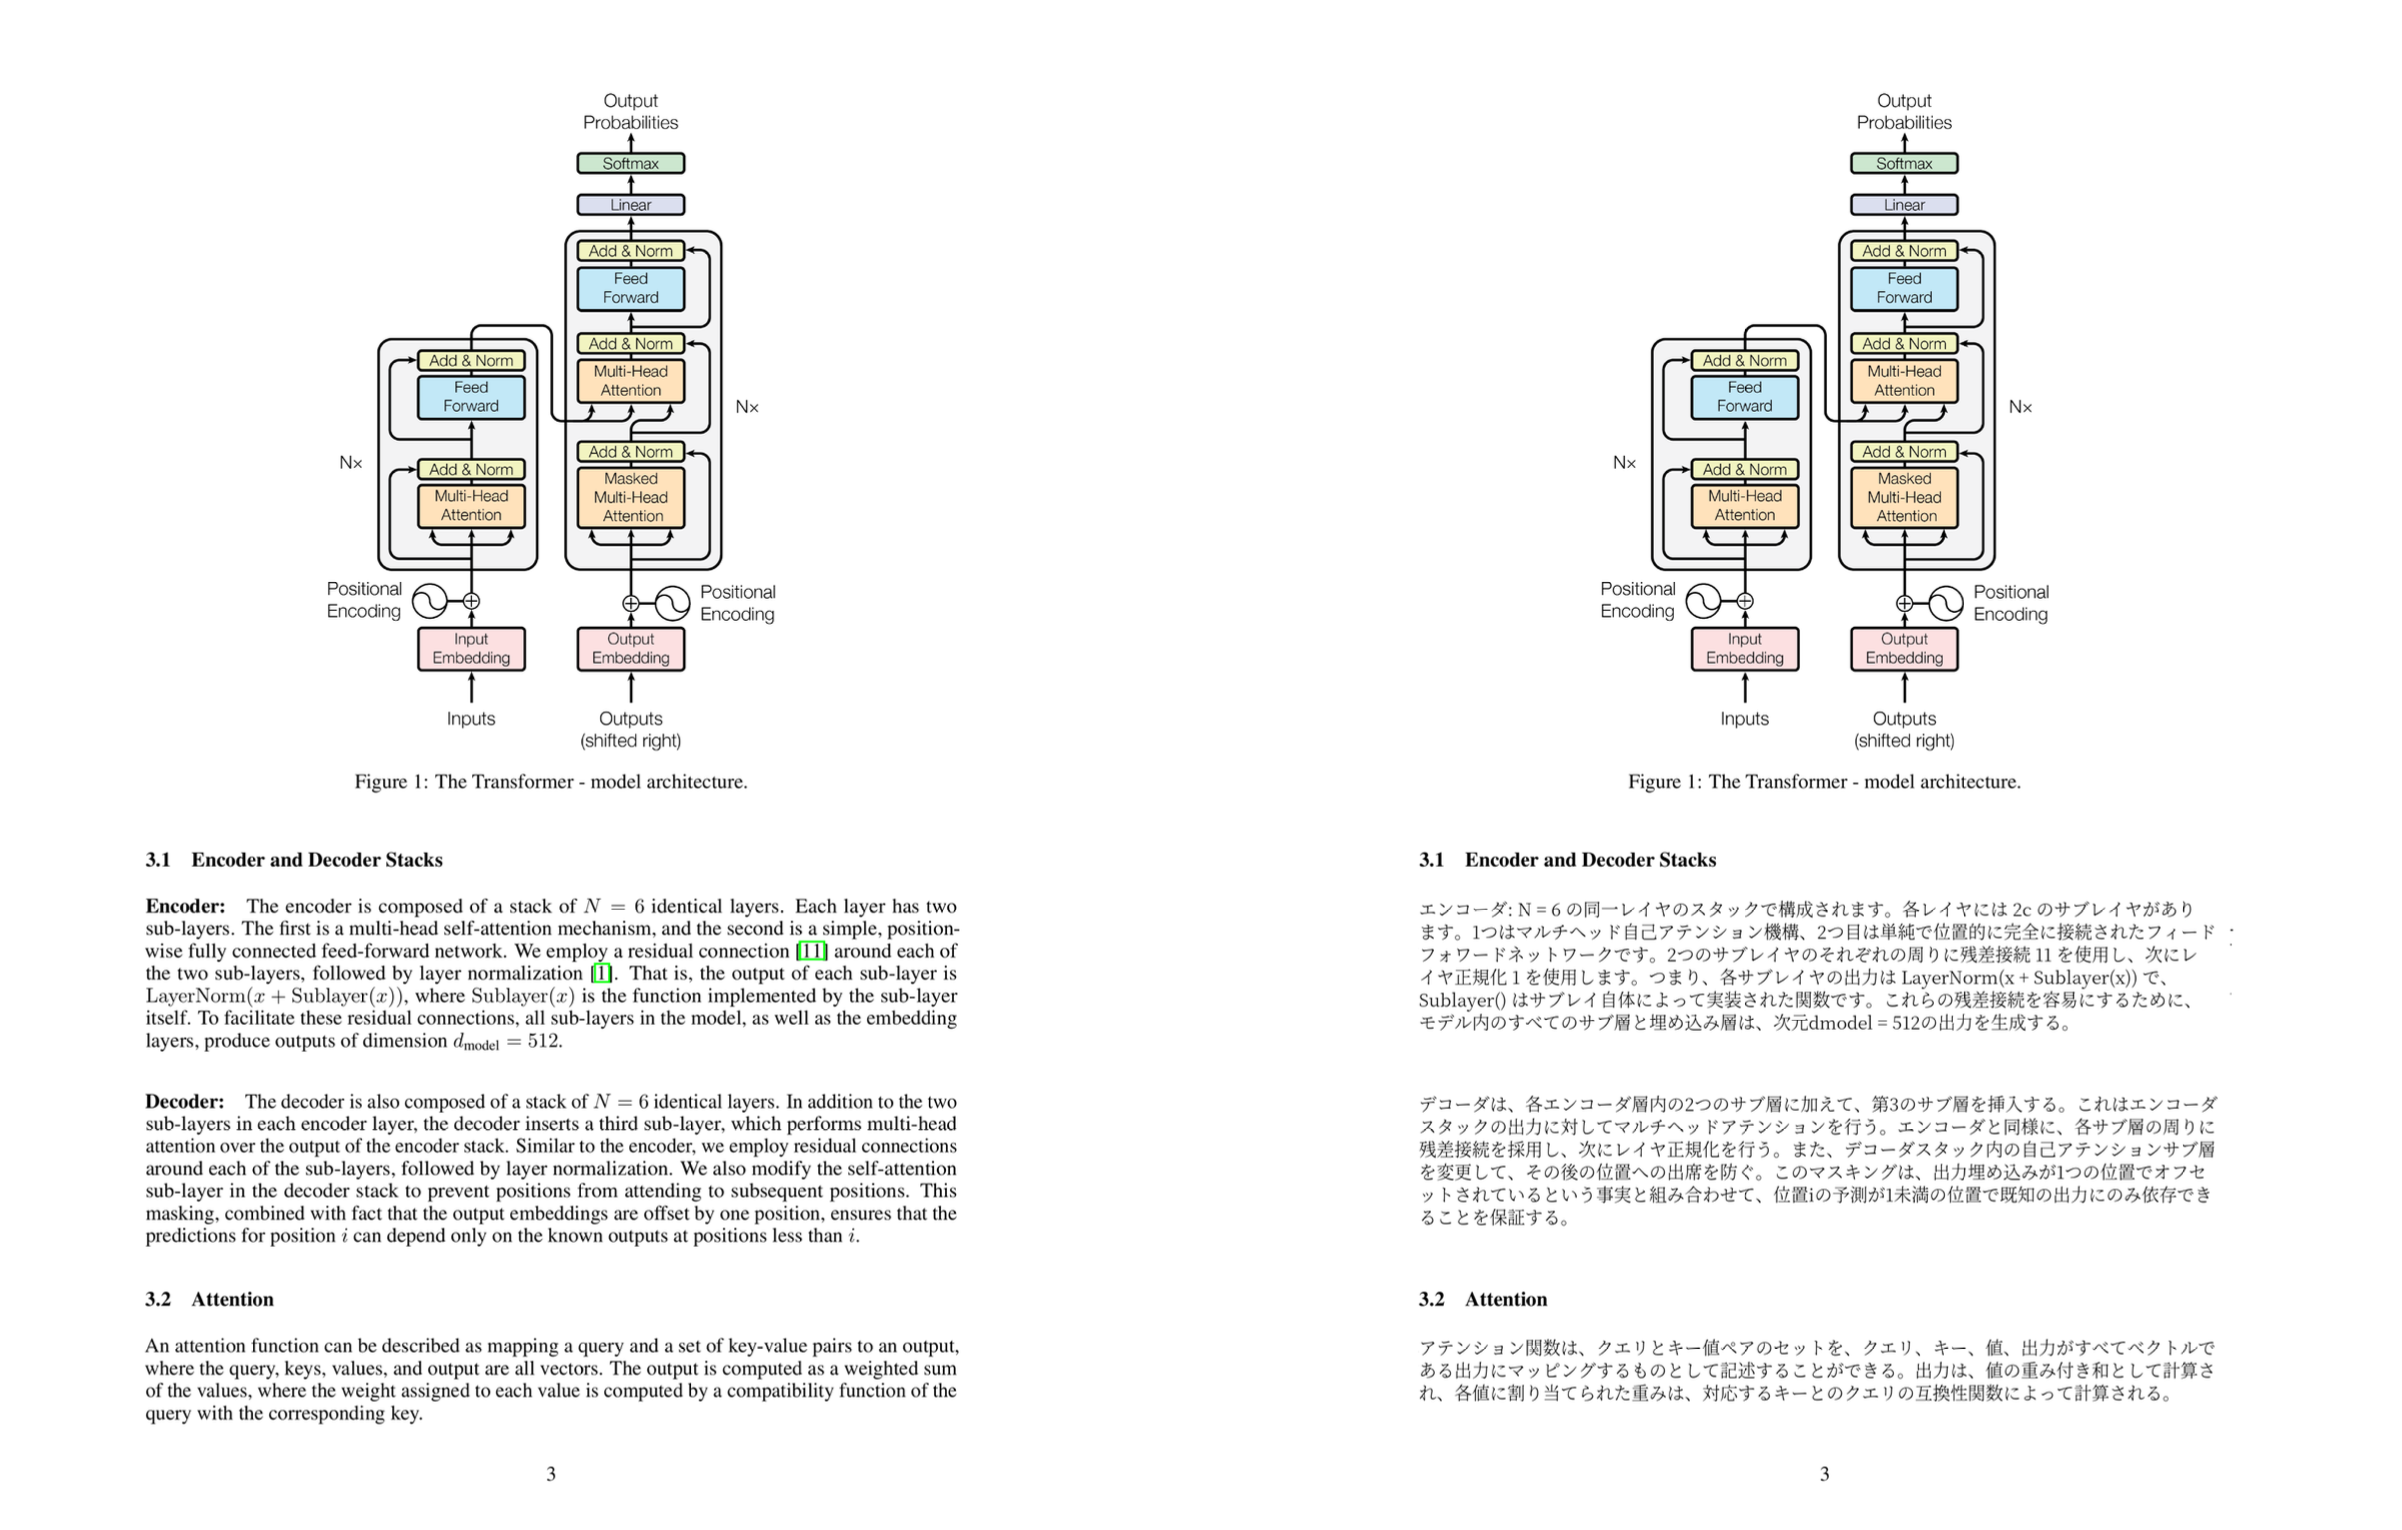 Output
Probabilities
Softmax
Linear
Add & Norm
Feed
Forward
Add & Norm
Multi-Head
Attention
Add & Norm
Masked
Multi-Head
Attention
N×
Add & Norm
Feed
Forward
Add & Norm
Multi-Head
Attention
N×
Positional
Encoding
Positional
Encoding
Input
Embedding
Output
Embedding
Inputs
Outputs
(shifted right)
Figure 1: The Transformer - model architecture.
3.1 Encoder and Decoder Stacks
Encoder: The encoder is composed of a stack of N = 6 identical layers. Each layer has two
sub-layers. The first is a multi-head self-attention mechanism, and the second is a simple, position-
wise fully connected feed-forward network. We employ a residual connection [11] around each of
the two sub-layers, followed by layer normalization [1]. That is, the output of each sub-layer is
LayerNorm(x + Sublayer(x)), where Sublayer(x) is the function implemented by the sub-layer
itself. To facilitate these residual connections, all sub-layers in the model, as well as the embedding
layers, produce outputs of dimension dmodel = 512.
Decoder: The decoder is also composed of a stack of N = 6 identical layers. In addition to the two
sub-layers in each encoder layer, the decoder inserts a third sub-layer, which performs multi-head
attention over the output of the encoder stack. Similar to the encoder, we employ residual connections
around each of the sub-layers, followed by layer normalization. We also modify the self-attention
sub-layer in the decoder stack to prevent positions from attending to subsequent positions. This
masking, combined with fact that the output embeddings are offset by one position, ensures that the
predictions for position i can depend only on the known outputs at positions less than i.
3.2 Attention
An attention function can be described as mapping a query and a set of key-value pairs to an output,
where the query, keys, values, and output are all vectors. The output is computed as a weighted sum
of the values, where the weight assigned to each value is computed by a compatibility function of the
query with the corresponding key.
3
Output
Probabilities
Softmax
Linear
Add & Norm
Feed
Forward
Add & Norm
Multi-Head
Attention
Add & Norm
Masked
Multi-Head
Attention
N×
Add & Norm
Feed
Forward
Add & Norm
Multi-Head
Attention
N×
Positional
Encoding
Positional
Encoding
Input
Embedding
Output
Embedding
Inputs
Outputs
(shifted right)
Figure 1: The Transformer - model architecture.
3.1 Encoder and Decoder Stacks
エンコーダ: N = 6 の同一レイヤのスタックで構成されます。各レイヤには 2c のサブレイヤがあり
ます。1つはマルチヘッド自己アテンション機構、2つ目は単純で位置的に完全に接続されたフィード
フォワードネットワークです。2つのサブレイヤのそれぞれの周りに残差接続 11 を使用し、次にレ
イヤ正規化 1 を使用します。つまり、各サブレイヤの出力は LayerNorm(x + Sublayer(x)) で、
Sublayer() はサブレイ自体によって実装された関数です。これらの残差接続を容易にするために、
モデル内のすべてのサブ層と埋め込み層は、次元dmodel = 512の出力を生成する。
デコーダは、各エンコーダ層内の2つのサブ層に加えて、第3のサブ層を挿入する。これはエンコーダ
スタックの出力に対してマルチヘッドアテンションを行う。エンコーダと同様に、各サブ層の周りに
残差接続を採用し、次にレイヤ正規化を行う。また、デコーダスタック内の自己アテンションサブ層
を変更して、その後の位置への出席を防ぐ。このマスキングは、出力埋め込みが1つの位置でオフセ
ットされているという事実と組み合わせて、位置iの予測が1未満の位置で既知の出力にのみ依存でき
ることを保証する。
3.2 Attention
アテンション関数は、クエリとキー値ペアのセットを、クエリ、キー、値、出力がすべてベクトルで
ある出力にマッピングするものとして記述することができる。出力は、値の重み付き和として計算さ
れ、各値に割り当てられた重みは、対応するキーとのクエリの互換性関数によって計算される。
3